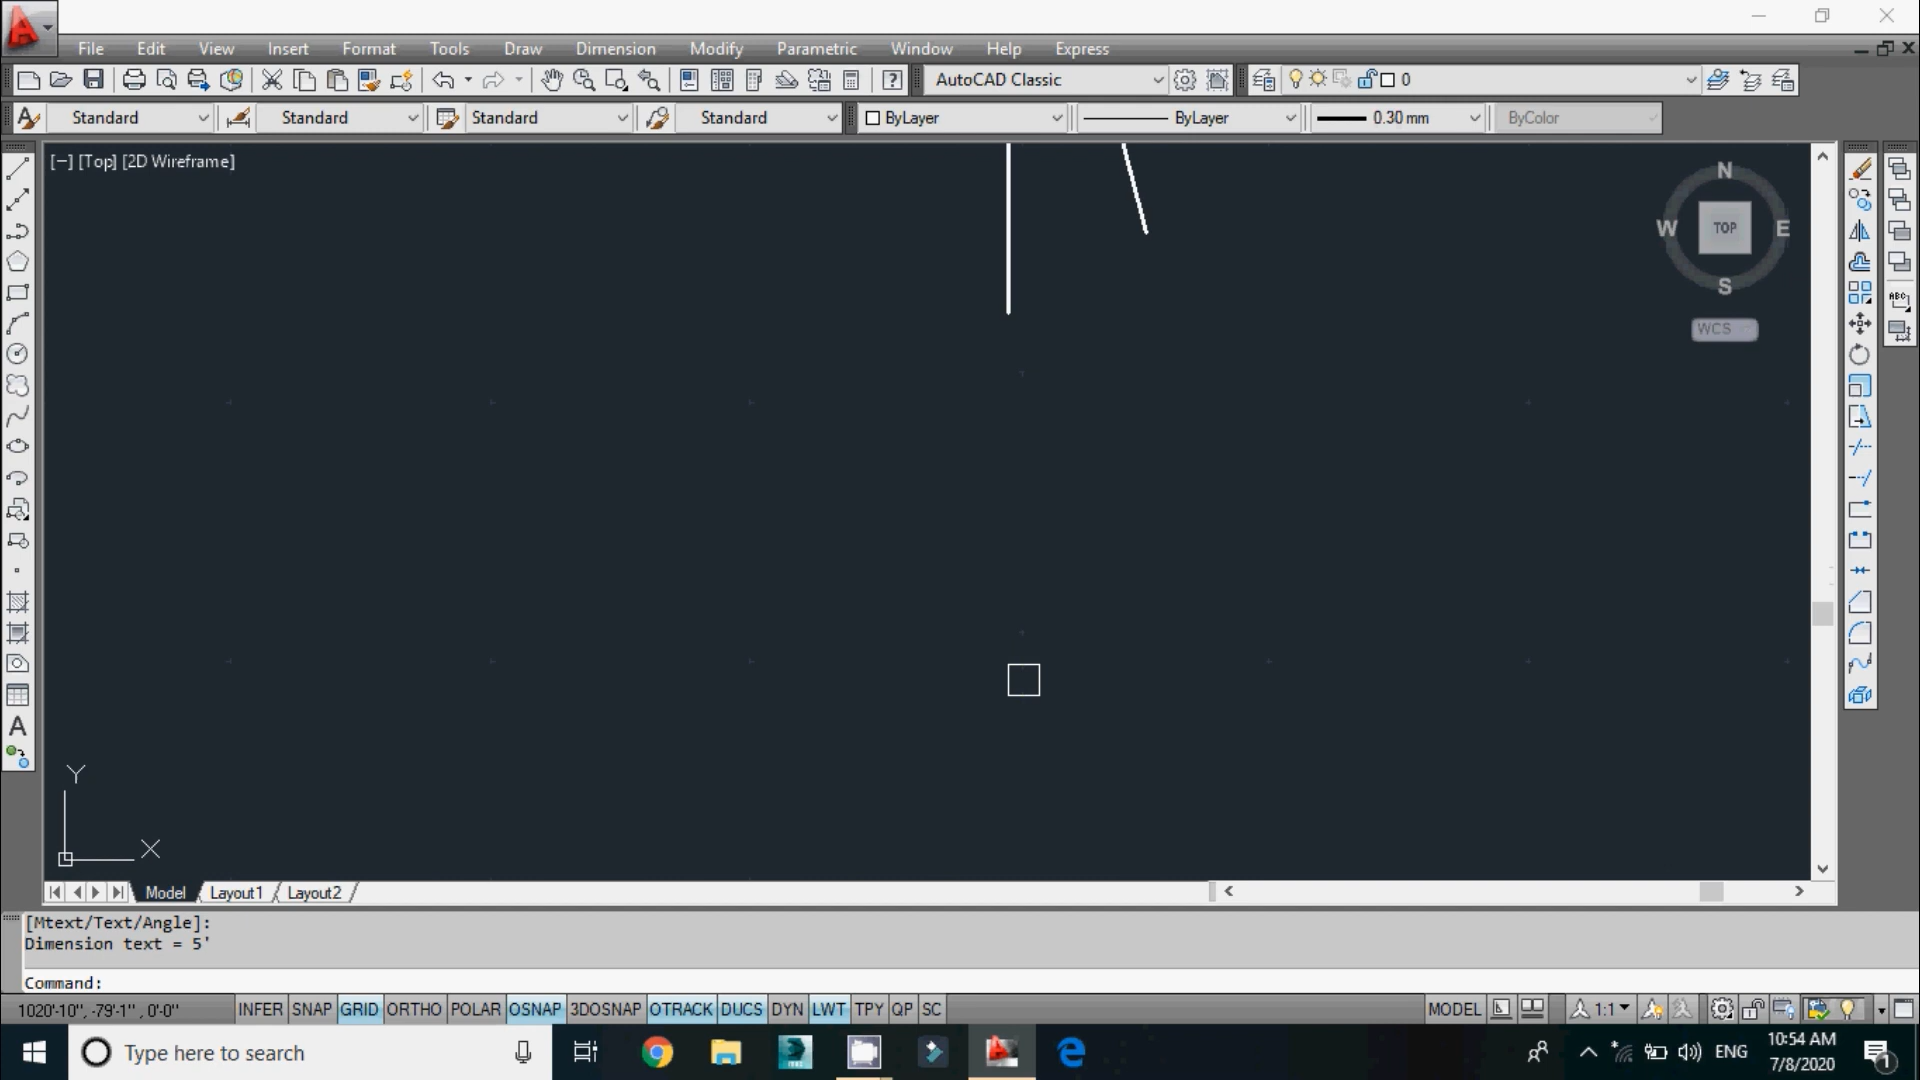 File Edit View Insert Format Tools Draw Dimension Modify Parametric Window Help Express
AutoCAD Classic 0
Standard Standard Standard Standard ByLayer ByLayer 0.30 mm ByColor
[−] [Top] [2D Wireframe]
N
W TOP E
S
WCS
ABC
A
Y
X
Model Layout1 Layout2
[Mtext/Text/Angle]:
Dimension text = 5'
Command:
1020'-10", -79'-1" , 0'-0" INFER SNAP GRID ORTHO POLAR OSNAP 3DOSNAP OTRACK DUCS DYN LWT TPY QP SC MODEL 1:1
Type here to search ENG 10:54 AM
7/8/2020 1